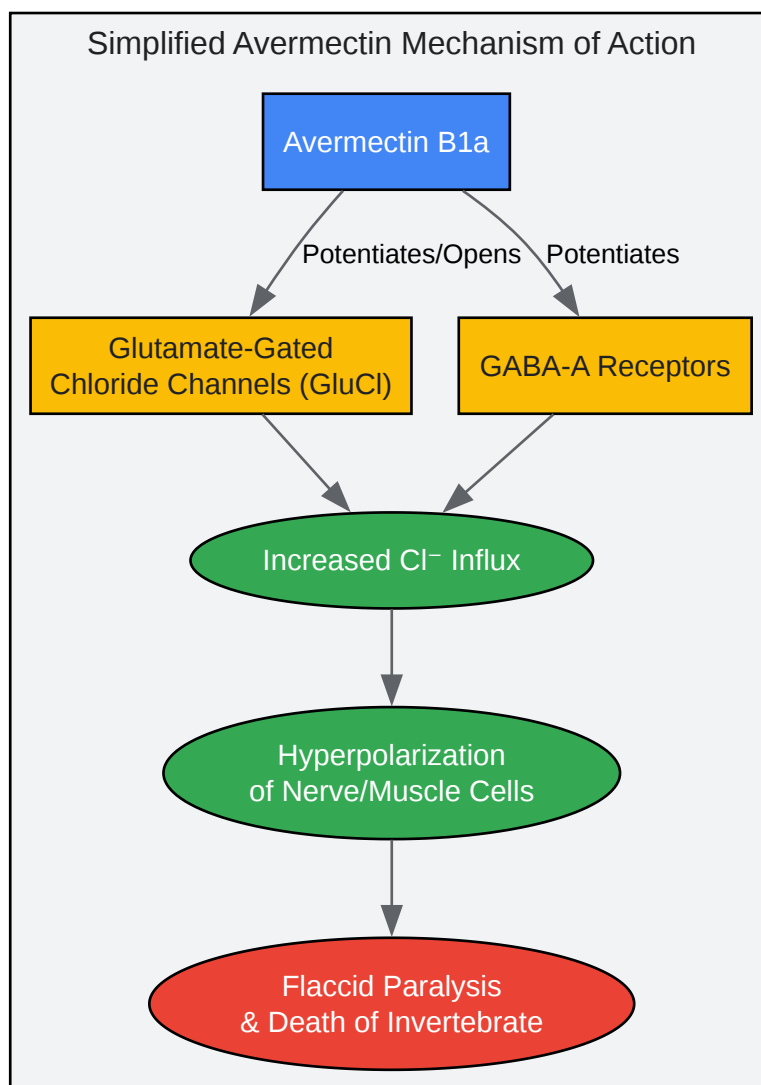 Simplified Avermectin Mechanism of Action
Avermectin B1a
Potentiates/Opens
Potentiates
Glutamate-Gated
Chloride Channels (GluCl)
GABA-A Receptors
Increased Cl⁻ Influx
Hyperpolarization
of Nerve/Muscle Cells
Flaccid Paralysis
& Death of Invertebrate